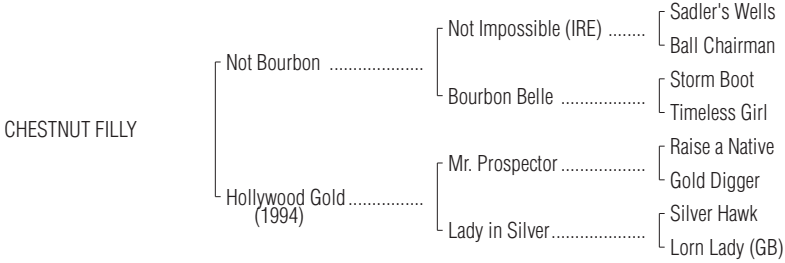 Sadler's Wells
Not Impossible (IRE) ........
Ball Chairman
Not Bourbon ....................
Storm Boot
Bourbon Belle ..................
Timeless Girl
CHESTNUT FILLY
Raise a Native
Mr. Prospector ..................
Gold Digger
Hollywood Gold ................
(1994)
Silver Hawk
Lady in Silver ....................
Lorn Lady (GB)